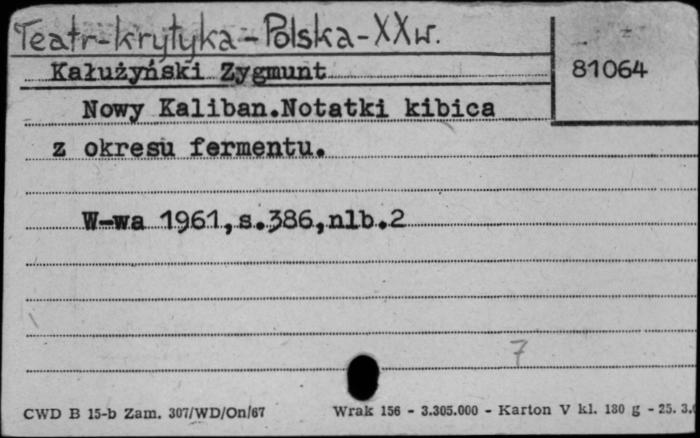 Teatr-krytyka-Polska-XXw.
Kałużyński Zygmunt
81064
Nowy Kaliban.Notatki kibica
z okresu fermentu.
W-wa 1961,s.386,nlb.2
7
CWD B 15-b Zam. 307/WD/On/67 Wrak 156 - 3.305.000 - Karton V kl. 180 g - 25. 3.